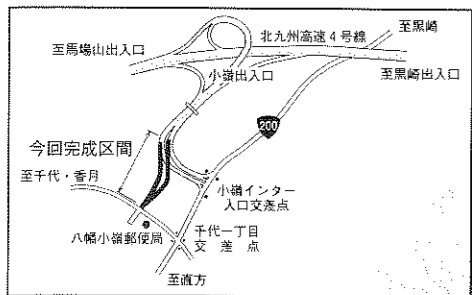 北九州高速4号線
至黒崎
至馬場山出入口
小嶺出入口
至黒崎出入口
200
今回完成区間
至千代・香月
小嶺インター
入口交差点
八幡小嶺郵便局
千代一丁目
交差点
至直方